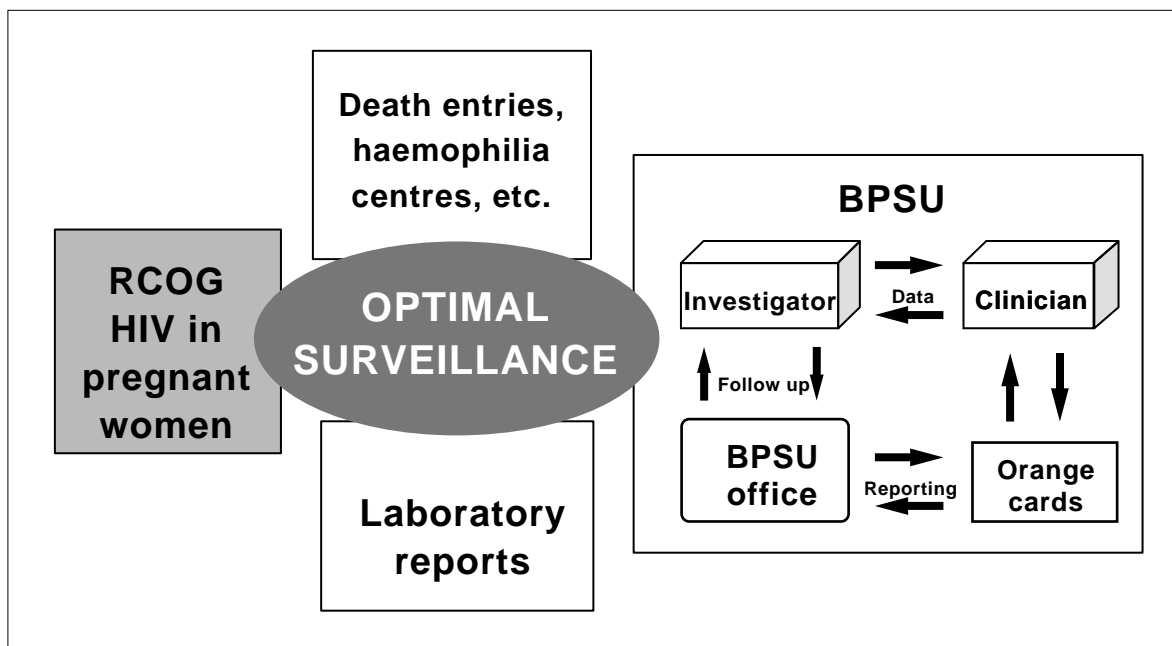 Death entries,
haemophilia
centres, etc.
RCOG
HIV in
pregnant
women
OPTIMAL
SURVEILLANCE
Laboratory
reports
BPSU
Investigator
Data
Clinician
Follow up
BPSU
office
Reporting
Orange
cards